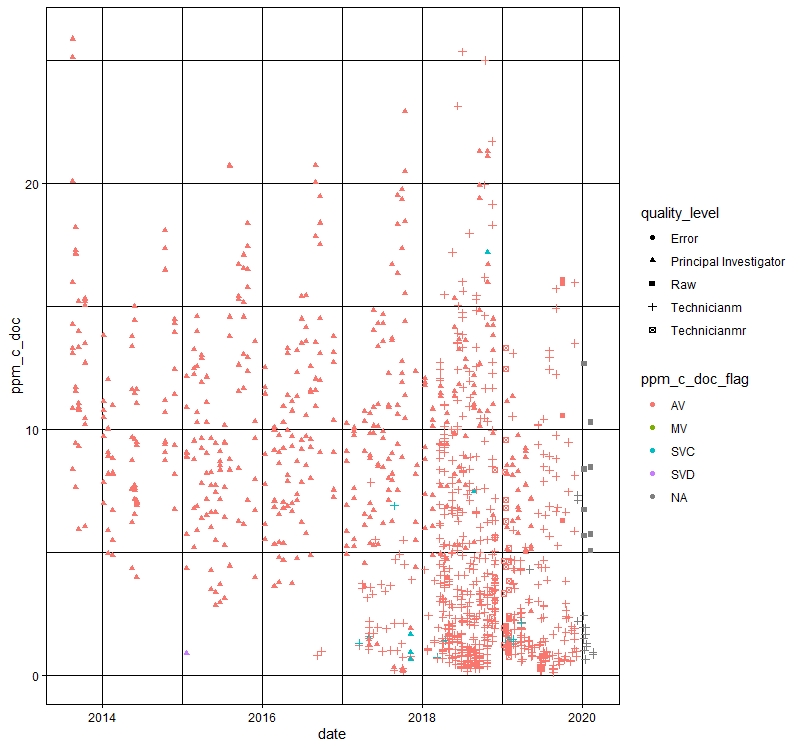 20
10
0
ppm_c_doc
2014
2016
2018
2020
date
quality_level
Error
Principal Investigator
Raw
Technicianm
Technicianmr
ppm_c_doc_flag
AV
MV
SVC
SVD
NA